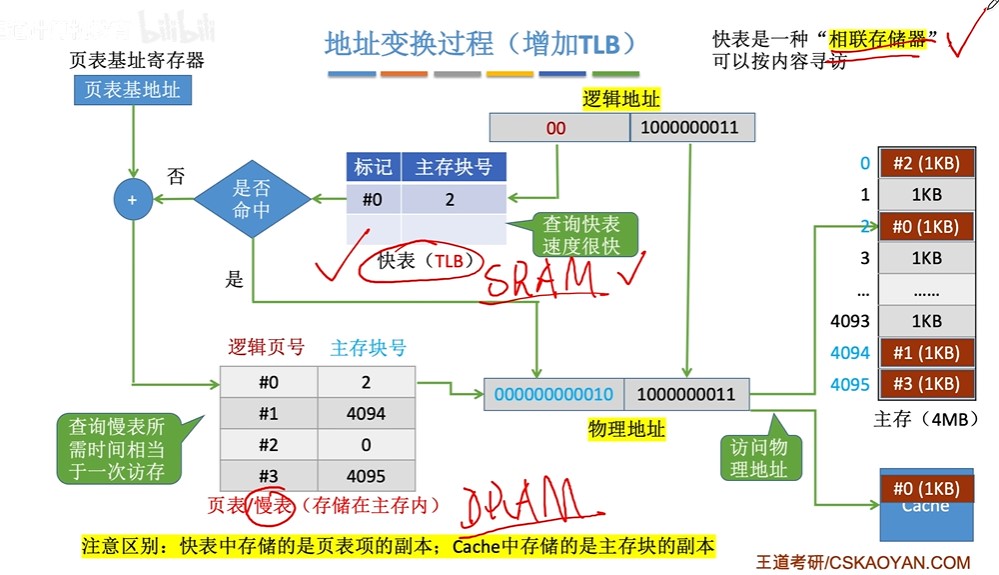 bilibili
地址变换过程（增加TLB）
快表是一种“相联存储器”
可以按内容寻访
页表基址寄存器
页表基地址
逻辑地址
00 1000000011
标记 主存块号
#0 2
否
+
是否
命中
是
查询快表
速度很快
快表（TLB）
SRAM
0 #2 (1KB)
1 1KB
2 #0 (1KB)
3 1KB
... ......
4093 1KB
4094 #1 (1KB)
4095 #3 (1KB)
主存（4MB）
逻辑页号 主存块号
#0 2
#1 4094
#2 0
#3 4095
查询慢表所
需时间相当
于一次访存
页表/慢表（存储在主存内）
DRAM
000000000010 1000000011
物理地址
访问物
理地址
#0 (1KB)
Cache
注意区别：快表中存储的是页表项的副本；Cache中存储的是主存块的副本
王道考研/CSKAOYAN.COM